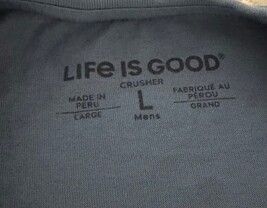 LIFE IS GOOD®
CRUSHER
MADE IN
PERU
LARGE
L
Mens
FABRIQUÉ AU
PÉROU
GRAND